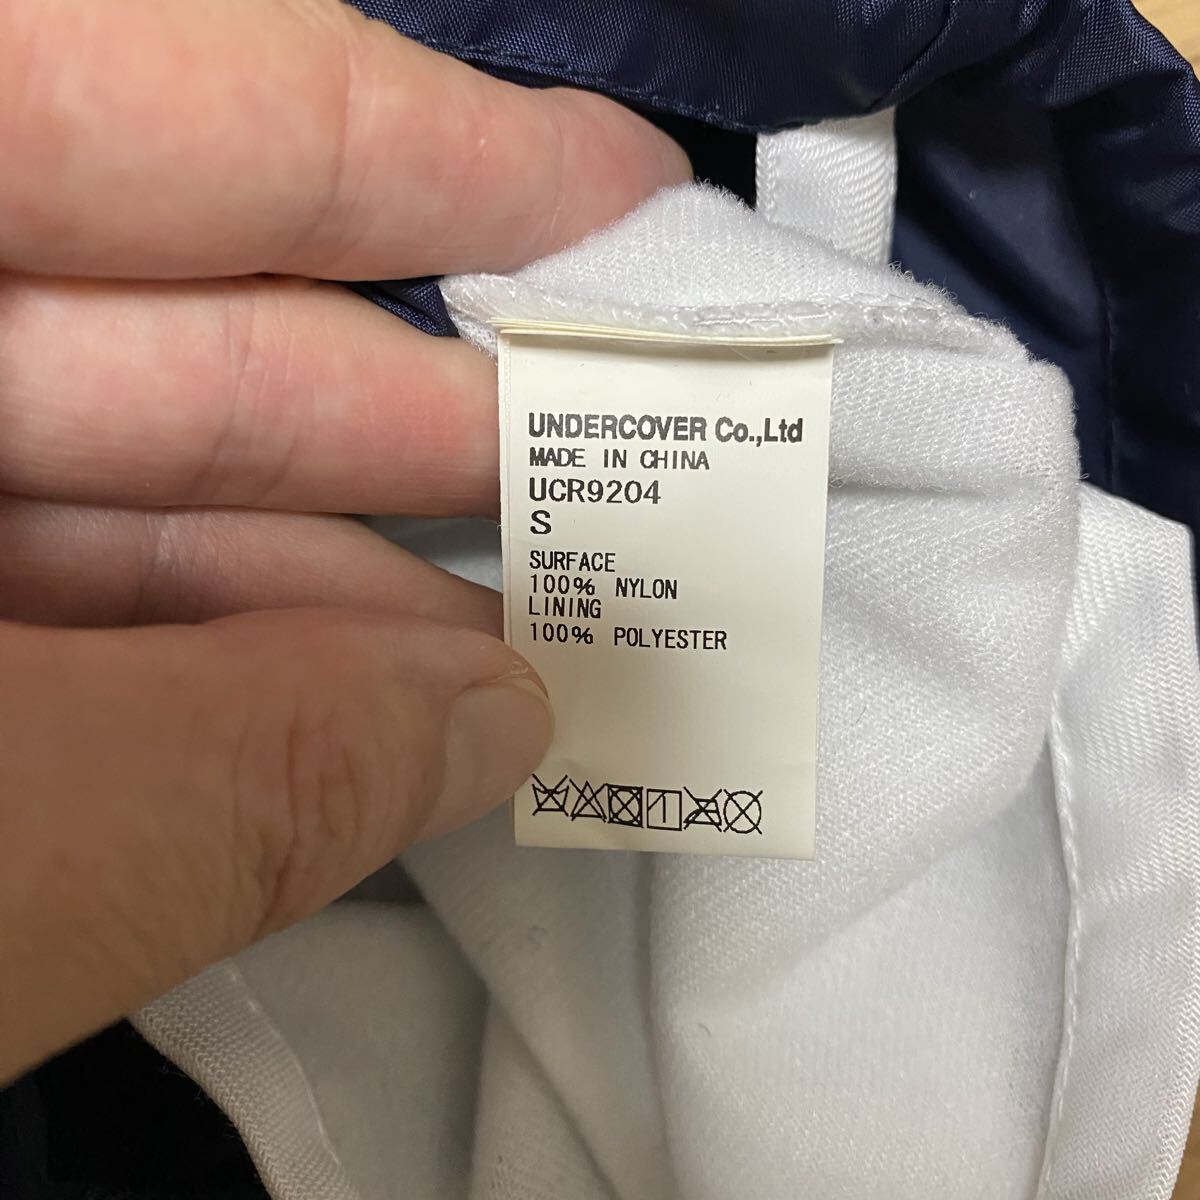 UNDERCOVER Co.,Ltd
MADE IN CHINA
UCR9204
S
SURFACE
100% NYLON
LINING
100% POLYESTER